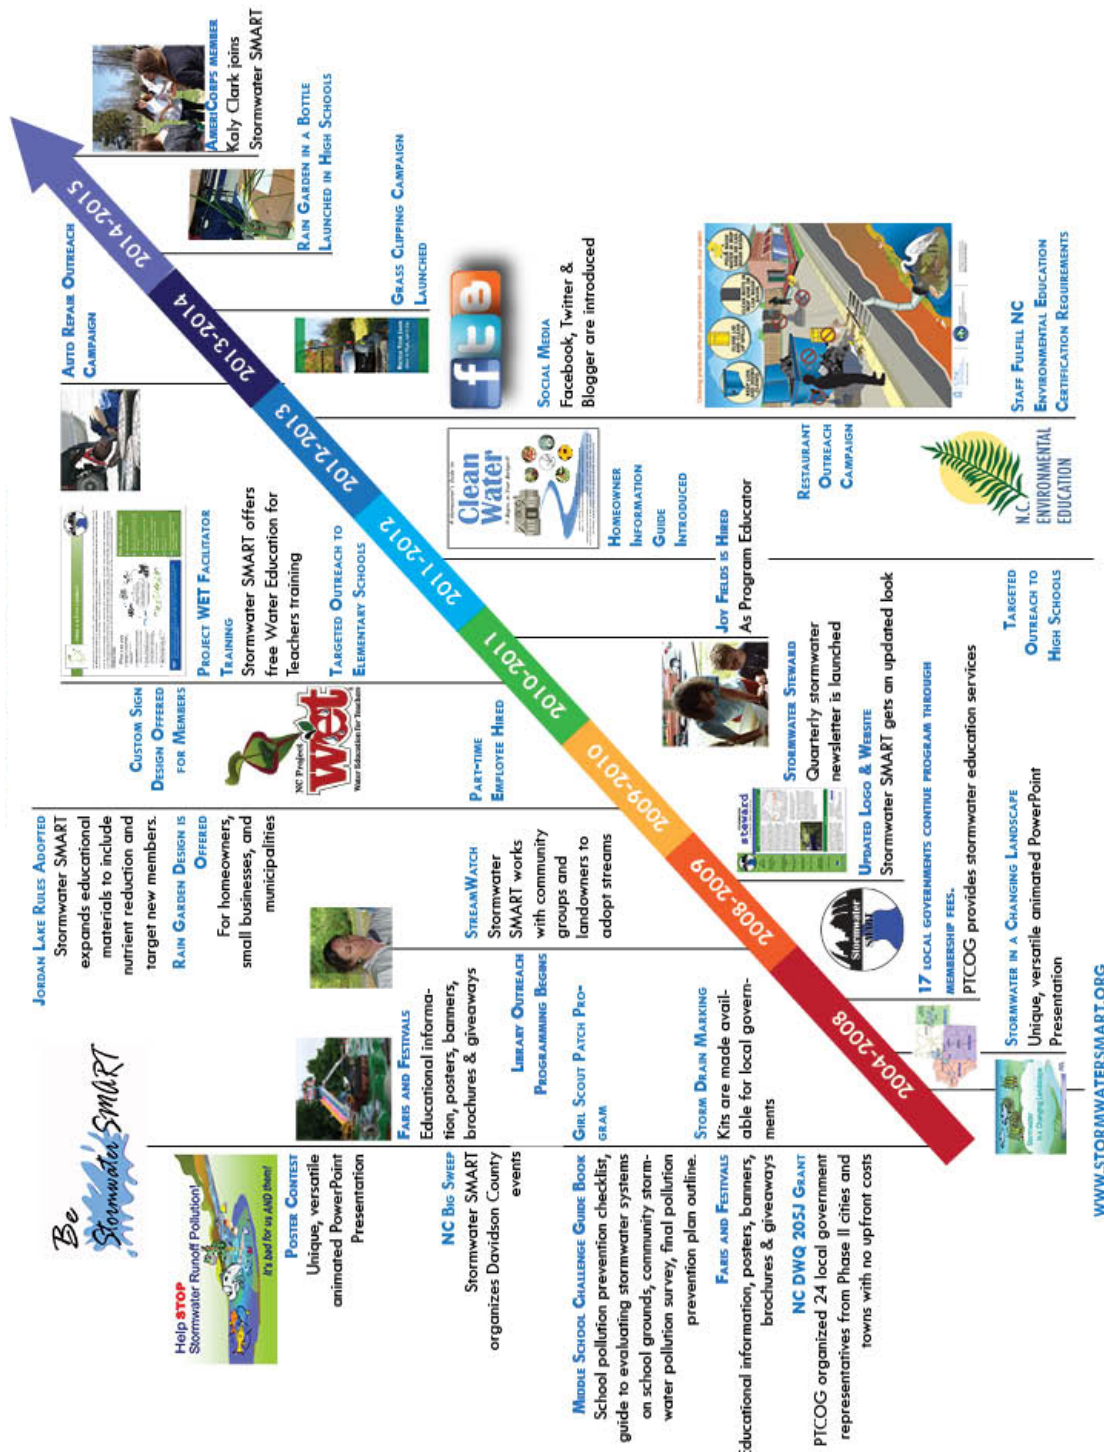 Be
Stormwater SMART
Help STOP
Stormwater Runoff Pollution!
It's bad for us AND them!
Poster Contest
Unique, versatile
animated PowerPoint
Presentation
NC Big Sweep
Stormwater SMART
organizes Davidson County
events
Middle School Challenge Guide Book
School pollution prevention checklist,
guide to evaluating stormwater systems
on school grounds, community storm-
water pollution survey, final pollution
prevention plan outline.
Faris and Festivals
Educational information, posters, banners,
brochures & giveaways
NC DWQ 205J Grant
PTCOG organized 24 local government
representatives from Phase II cities and
towns with no upfront costs
Faris and Festivals
Educational informa-
tion, posters, banners,
brochures & giveaways
Library Outreach
Programming Begins
Girl Scout Patch Pro-
gram
Storm Drain Marking
Kits are made avail-
able for local govern-
ments
Jordan Lake Rules Adopted
Stormwater SMART
expands educational
materials to include
nutrient reduction and
target new members.
Rain Garden Design is
Offered
For homeowners,
small businesses, and
municipalities
StreamWatch
Stormwater
SMART works
with community
groups and
landowners to
adopt streams
Custom Sign
Design Offered
for Members
NC Project
Wet
Water Education for Teachers
Part-time
Employee Hired
Project WET Facilitator
Training
Stormwater SMART offers
free Water Education for
Teachers training
Targeted Outreach to
Elementary Schools
Auto Repair Outreach
Campaign
2004-2008
2008-2009
2009-2010
2010-2011
2011-2012
2012-2013
2013-2014
2014-2015
AmeriCorps member
Kaly Clark joins
Stormwater SMART
Rain Garden in a Bottle
Launched in High Schools
Grass Clipping Campaign
Launched
Social Media
Facebook, Twitter &
Blogger are introduced
Clean
Water
Homeowner
Information
Guide
Introduced
Restaurant
Outreach
Campaign
Staff Fulfill NC
Environmental Education
Certification Requirements
N.C.
ENVIRONMENTAL
EDUCATION
Joy Fields is Hired
As Program Educator
Targeted
Outreach to
High Schools
Stormwater Steward
Quarterly stormwater
newsletter is launched
steward
Updated Logo & Website
Stormwater SMART gets an updated look
Stormwater
SMART
17 local governments contiue program through
membership fees.
PTCOG provides stormwater education services
Stormwater in a Changing Landscape
Unique, versatile animated PowerPoint
Presentation
Stormwater
in a Changing Landscape
www.stormwatersmart.org